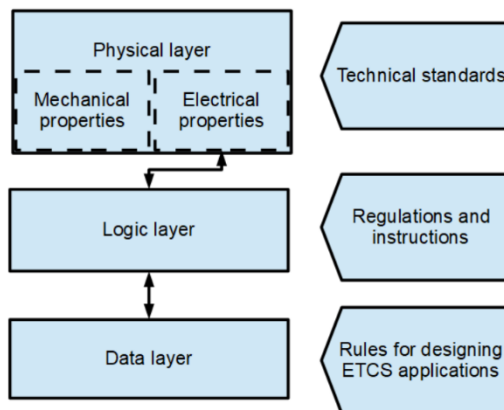 Physical layer
Mechanical
properties
Electrical
properties
Technical standards
Logic layer
Regulations and
instructions
Data layer
Rules for designing
ETCS applications